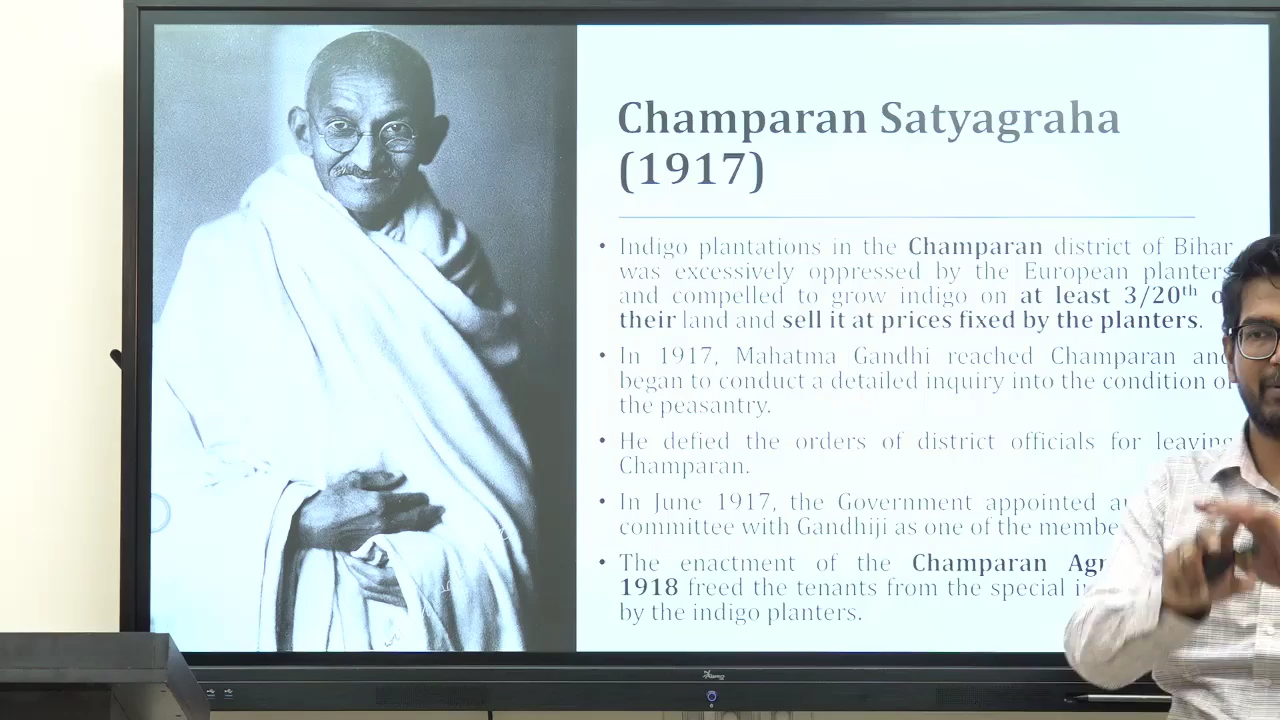 Champaran Satyagraha
(1917)
• Indigo plantations in the Champaran district of Bihar
was excessively oppressed by the European planters
and compelled to grow indigo on at least 3/20th
their land and sell it at prices fixed by the planters.
• In 1917, Mahatma Gandhi reached Champaran and
began to conduct a detailed inquiry into the condition of
the peasantry.
• He defied the orders of district officials for leaving
Champaran.
• In June 1917, the Government appointed
committee with Gandhiji as one of the
• The enactment of the Champaran
1918 freed the tenants from the special
by the indigo planters.